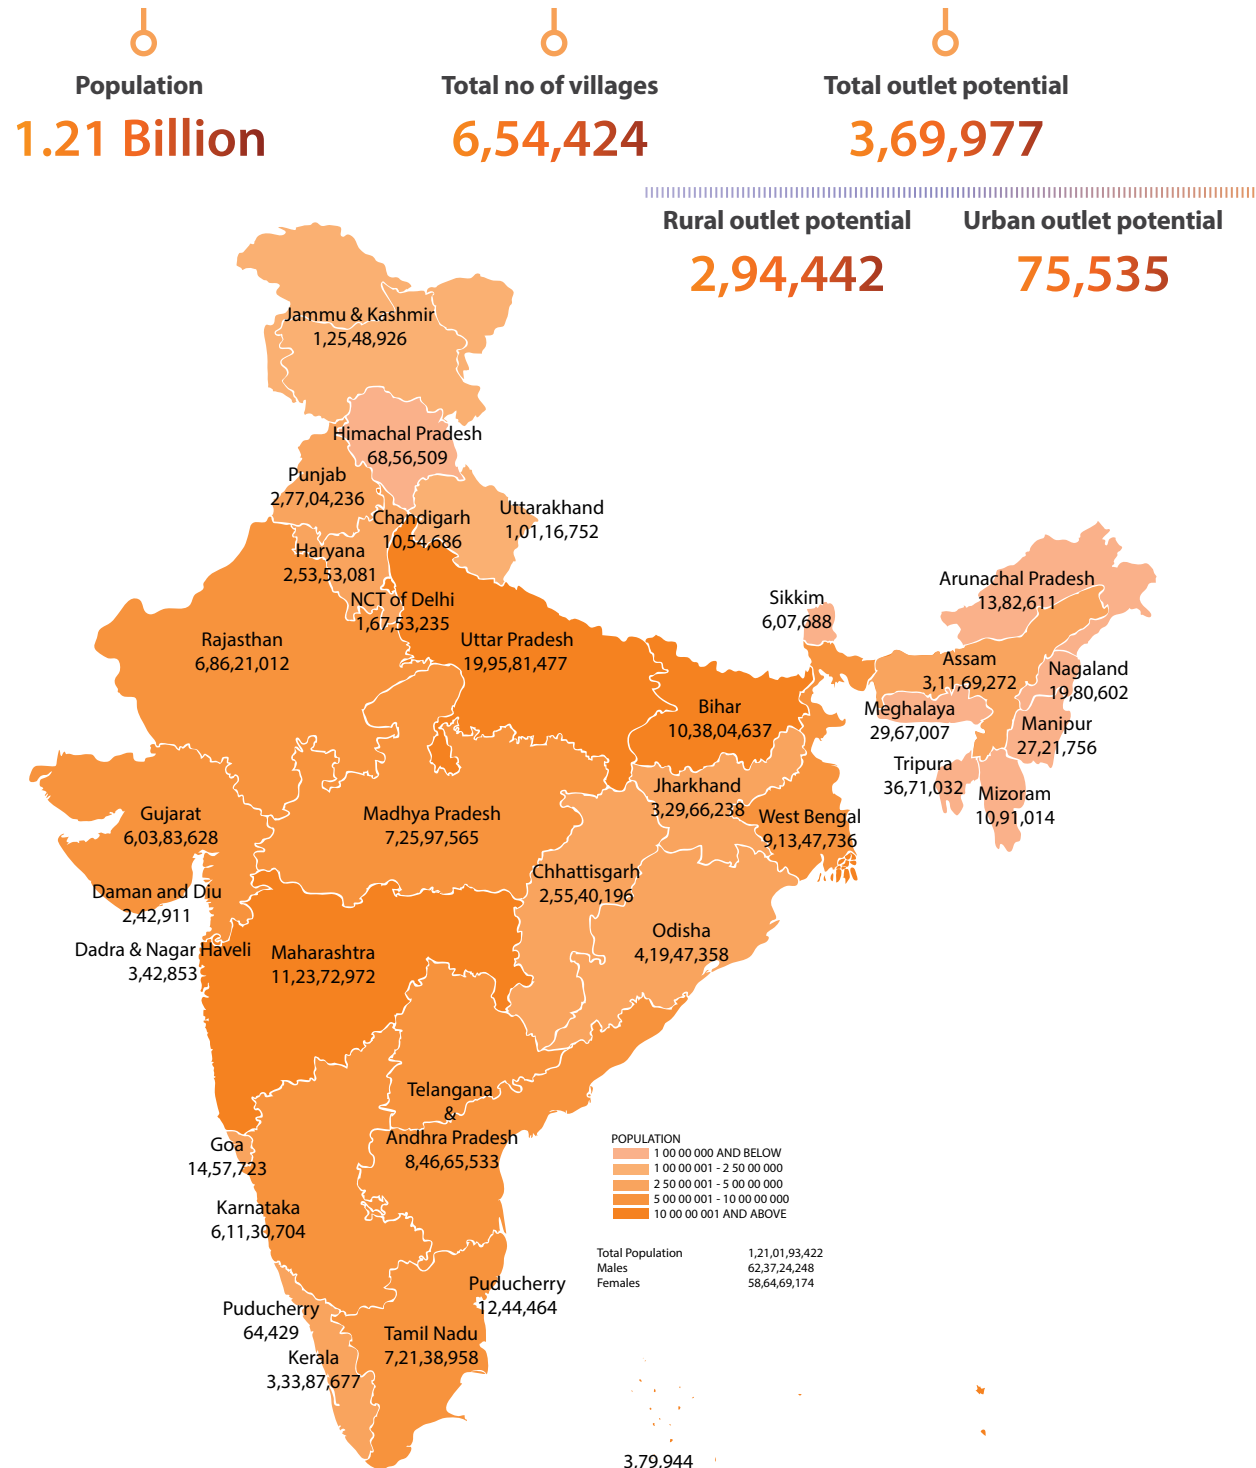 Population
1.21 Billion
Total no of villages
6,54,424
Total outlet potential
3,69,977
Rural outlet potential
2,94,442
Urban outlet potential
75,535
Jammu & Kashmir
1,25,48,926
Himachal Pradesh
68,56,509
Punjab
2,77,04,236
Uttarakhand
1,01,16,752
Chandigarh
10,54,686
Haryana
2,53,53,081
NCT of Delhi
1,67,53,235
Rajasthan
6,86,21,012
Uttar Pradesh
19,95,81,477
Sikkim
6,07,688
Arunachal Pradesh
13,82,611
Assam
3,11,69,272
Nagaland
19,80,602
Meghalaya
29,67,007
Manipur
27,21,756
Tripura
36,71,032
Mizoram
10,91,014
Bihar
10,38,04,637
Jharkhand
3,29,66,238
West Bengal
9,13,47,736
Gujarat
6,03,83,628
Madhya Pradesh
7,25,97,565
Chhattisgarh
2,55,40,196
Daman and Diu
2,42,911
Odisha
4,19,47,358
Dadra & Nagar Haveli
3,42,853
Maharashtra
11,23,72,972
Telangana
&
Andhra Pradesh
8,46,65,533
Goa
14,57,723
Karnataka
6,11,30,704
POPULATION
1 00 00 000 AND BELOW
1 00 00 001 - 2 50 00 000
2 50 00 001 - 5 00 00 000
5 00 00 001 - 10 00 00 000
10 00 00 001 AND ABOVE
Total Population 1,21,01,93,422
Males 62,37,24,248
Females 58,64,69,174
Puducherry
12,44,464
Puducherry
64,429
Tamil Nadu
7,21,38,958
Kerala
3,33,87,677
3,79,944